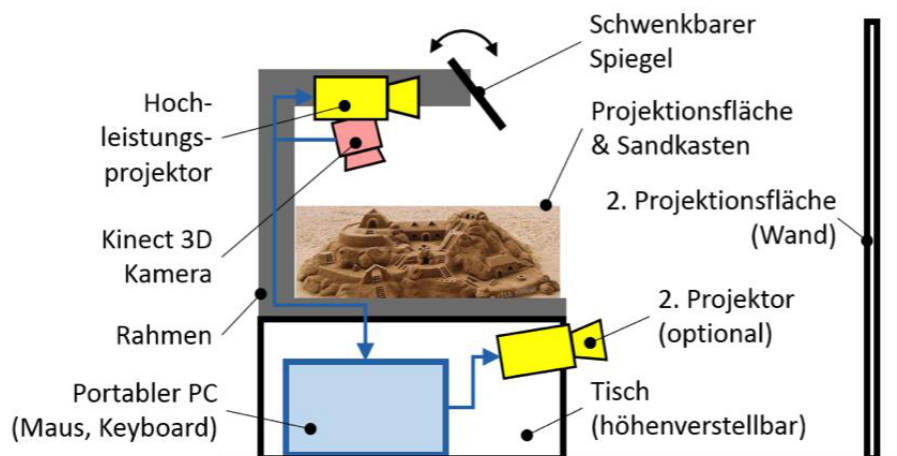 Schwenkbarer
Spiegel
Hoch-
leistungs-
projektor
Projektionsfläche
& Sandkasten
2. Projektionsfläche
(Wand)
Kinect 3D
Kamera
2. Projektor
(optional)
Rahmen
Portabler PC
(Maus, Keyboard)
Tisch
(höhenverstellbar)